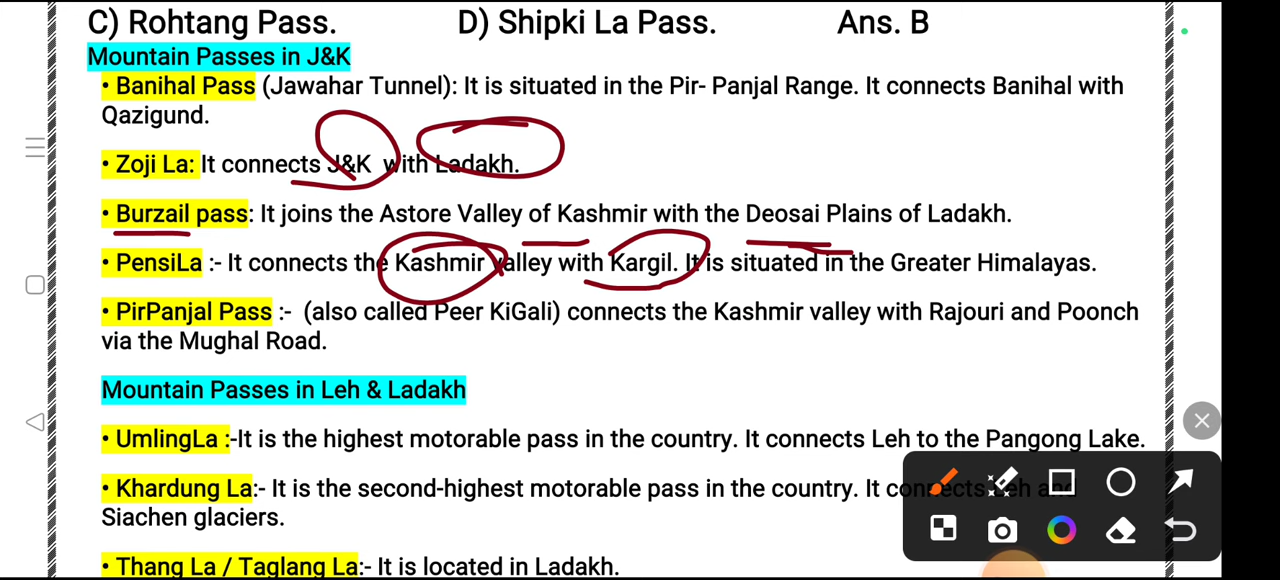 C) Rohtang Pass. D) Shipki La Pass. Ans. B
Mountain Passes in J&K
• Banihal Pass (Jawahar Tunnel): It is situated in the Pir- Panjal Range. It connects Banihal with
Qazigund.
• Zoji La: It connects J&K with Ladakh.
• Burzail pass: It joins the Astore Valley of Kashmir with the Deosai Plains of Ladakh.
• PensiLa :- It connects the Kashmir valley with Kargil. It is situated in the Greater Himalayas.
• PirPanjal Pass :- (also called Peer KiGali) connects the Kashmir valley with Rajouri and Poonch
via the Mughal Road.
Mountain Passes in Leh & Ladakh
• UmlingLa :-It is the highest motorable pass in the country. It connects Leh to the Pangong Lake.
• Khardung La:- It is the second-highest motorable pass in the country. It connects Leh and
Siachen glaciers.
• Thang La / Taglang La:- It is located in Ladakh.